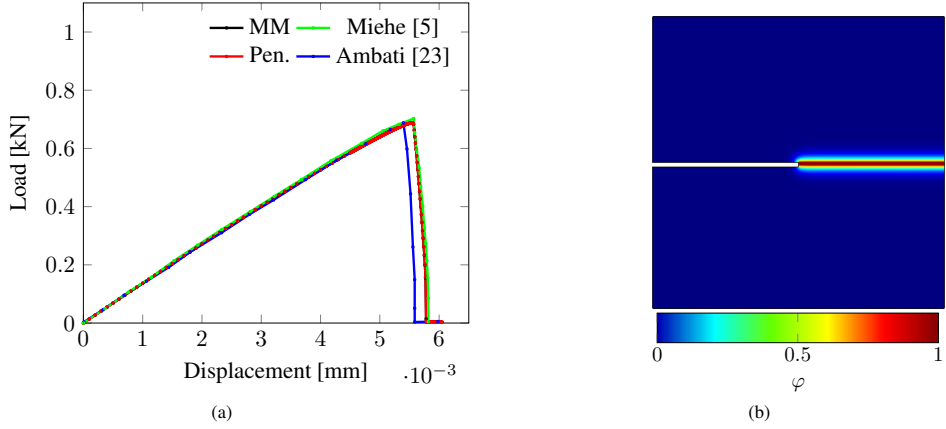 MM Miehe [5]
Pen. Ambati [23]
Load [kN]
1
0.8
0.6
0.4
0.2
0
0 1 2 3 4 5 6
Displacement [mm] ·10⁻³
(a)
0 0.5 1
φ
(b)